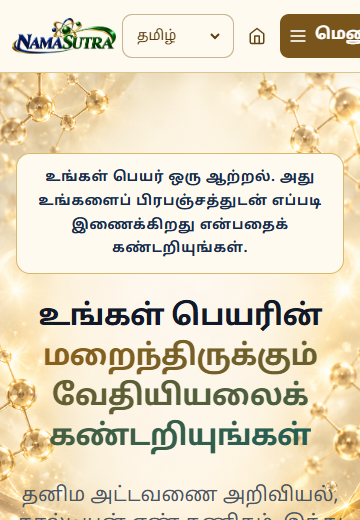 NAMASUTRA
தமிழ்
உங்கள் பெயர் ஒரு ஆற்றல். அது
உங்களைப் பிரபஞ்சத்துடன் எப்படி
இணைக்கிறது என்பதைக்
கண்டறியுங்கள்.
உங்கள் பெயரின்
மறைந்திருக்கும்
வேதியியலைக்
கண்டறியுங்கள்
தனிம அட்டவணை அறிவியல்,